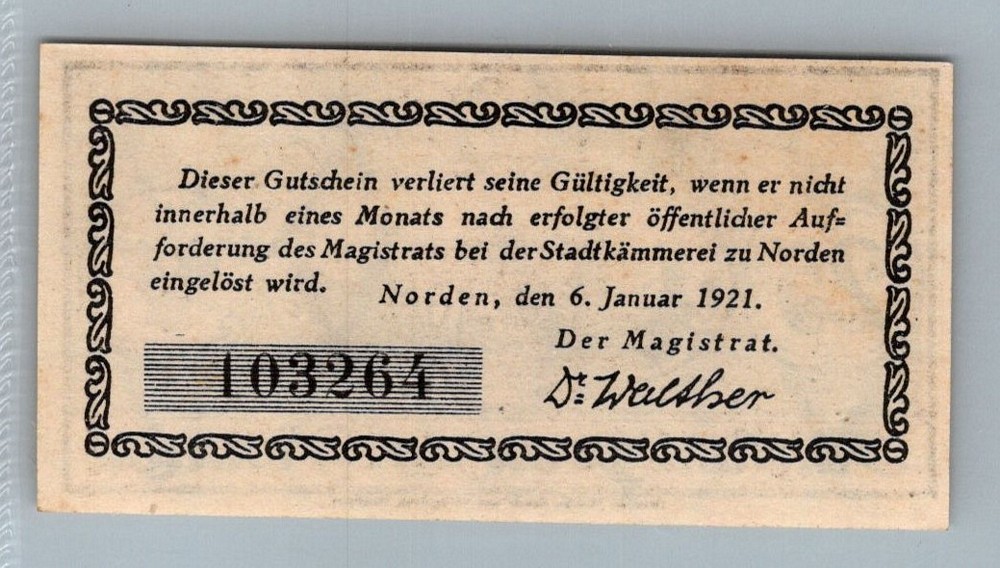 Dieser Gutschein verliert seine Gültigkeit, wenn er nicht
innerhalb eines Monats nach erfolgter öffentlicher Auf=
forderung des Magistrats bei der Stadtkämmerei zu Norden
eingelöst wird.
Norden, den 6. Januar 1921.
Der Magistrat.
103264
Dr. Walther